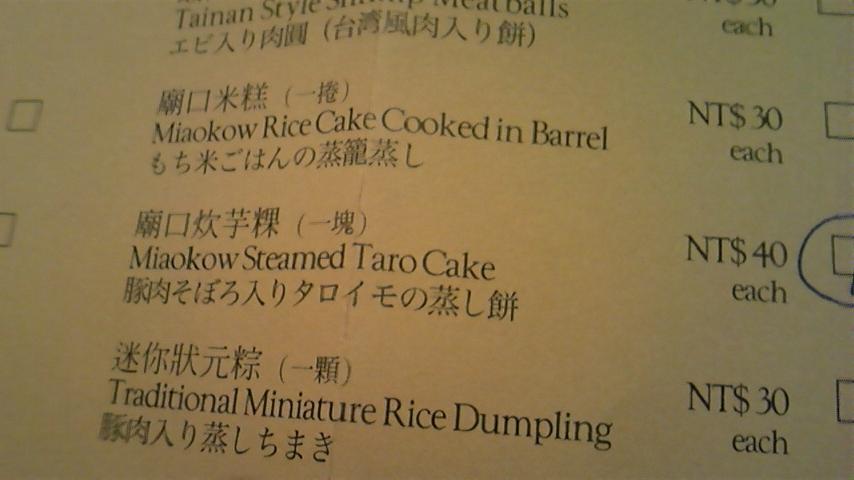 Tainan Style Shrimp Meatballs
each
エビ入り肉圓（台湾風肉入り餅）
廟口米糕（一捲）
Miaokow Rice Cake Cooked in Barrel NT$ 30
もち米ごはんの蒸籠蒸し each
廟口炊芋粿（一塊）
Miaokow Steamed Taro Cake NT$ 40
豚肉そぼろ入りタロイモの蒸し餅 each
迷你狀元粽（一顆）
Traditional Miniature Rice Dumpling NT$ 30
豚肉入り蒸しちまき each